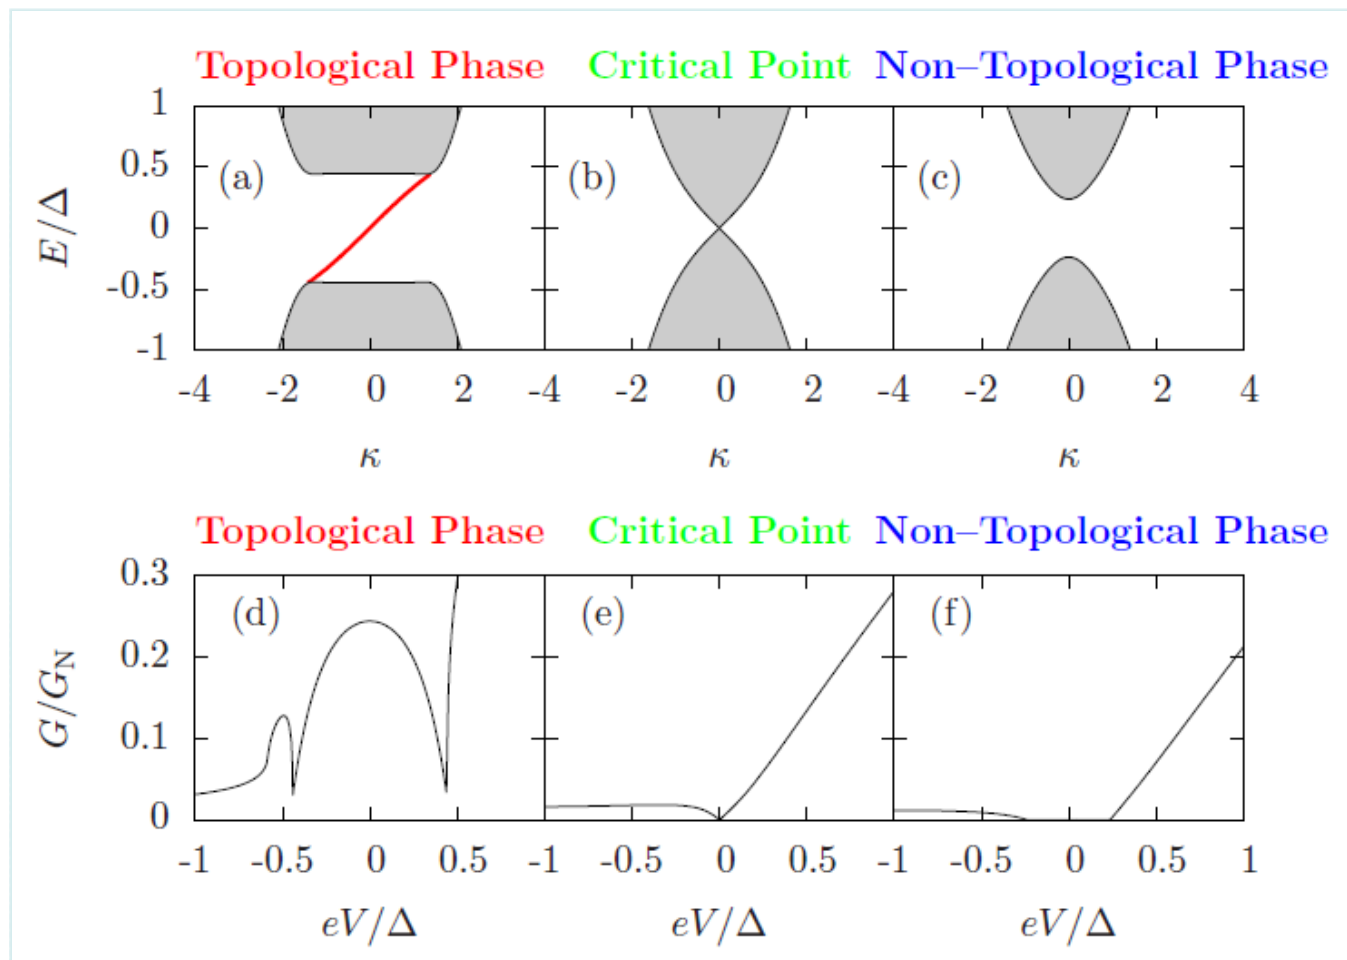 Topological Phase Critical Point Non–Topological Phase
1
0.5
0
-0.5
-1
E/Δ
(a) (b) (c)
-4 -2 0 2 -4 -2 0 2 -4 -2 0 2 4
κ κ κ
Topological Phase Critical Point Non–Topological Phase
0.3
0.2
0.1
0
G/G_N
(d) (e) (f)
-1 -0.5 0 0.5 -1 -0.5 0 0.5 -1 -0.5 0 0.5 1
eV/Δ eV/Δ eV/Δ